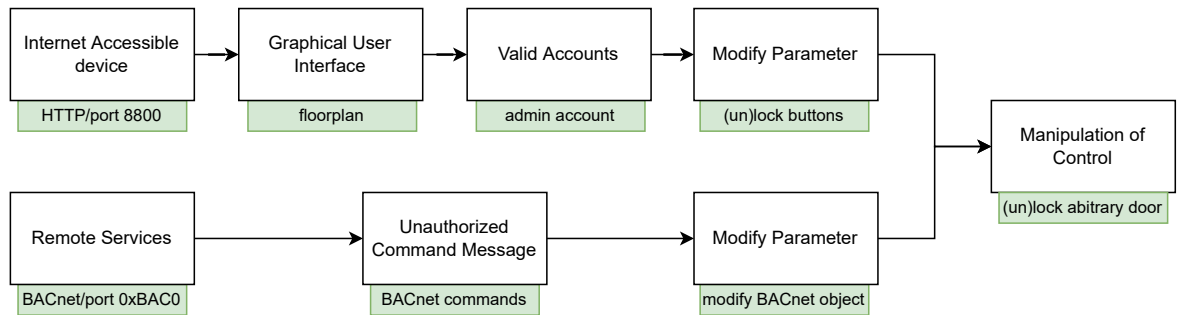 Internet Accessible
device
HTTP/port 8800
Graphical User
Interface
floorplan
Valid Accounts
admin account
Modify Parameter
(un)lock buttons
Manipulation of
Control
(un)lock abitrary door
Remote Services
BACnet/port 0xBAC0
Unauthorized
Command Message
BACnet commands
Modify Parameter
modify BACnet object